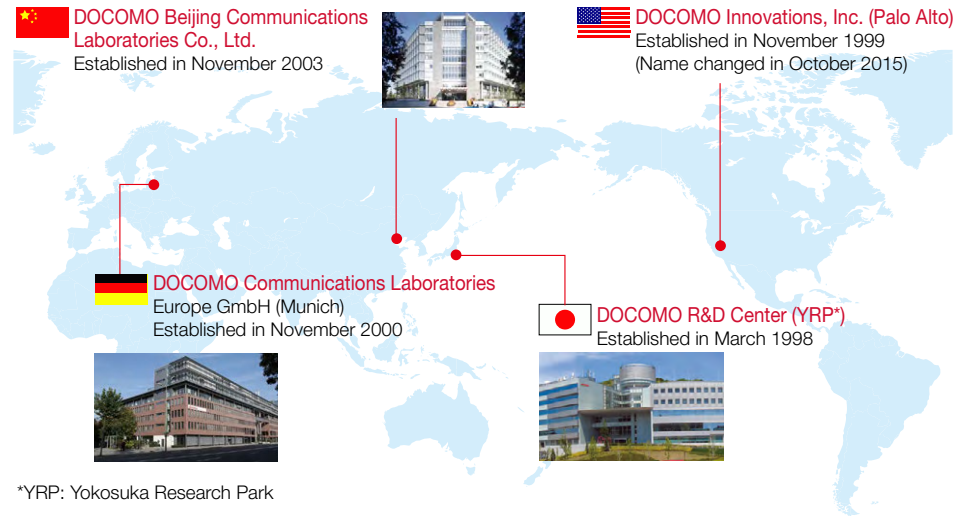 DOCOMO Beijing Communications
Laboratories Co., Ltd.
Established in November 2003
DOCOMO Innovations, Inc. (Palo Alto)
Established in November 1999
(Name changed in October 2015)
DOCOMO Communications Laboratories
Europe GmbH (Munich)
Established in November 2000
DOCOMO R&D Center (YRP*)
Established in March 1998
*YRP: Yokosuka Research Park